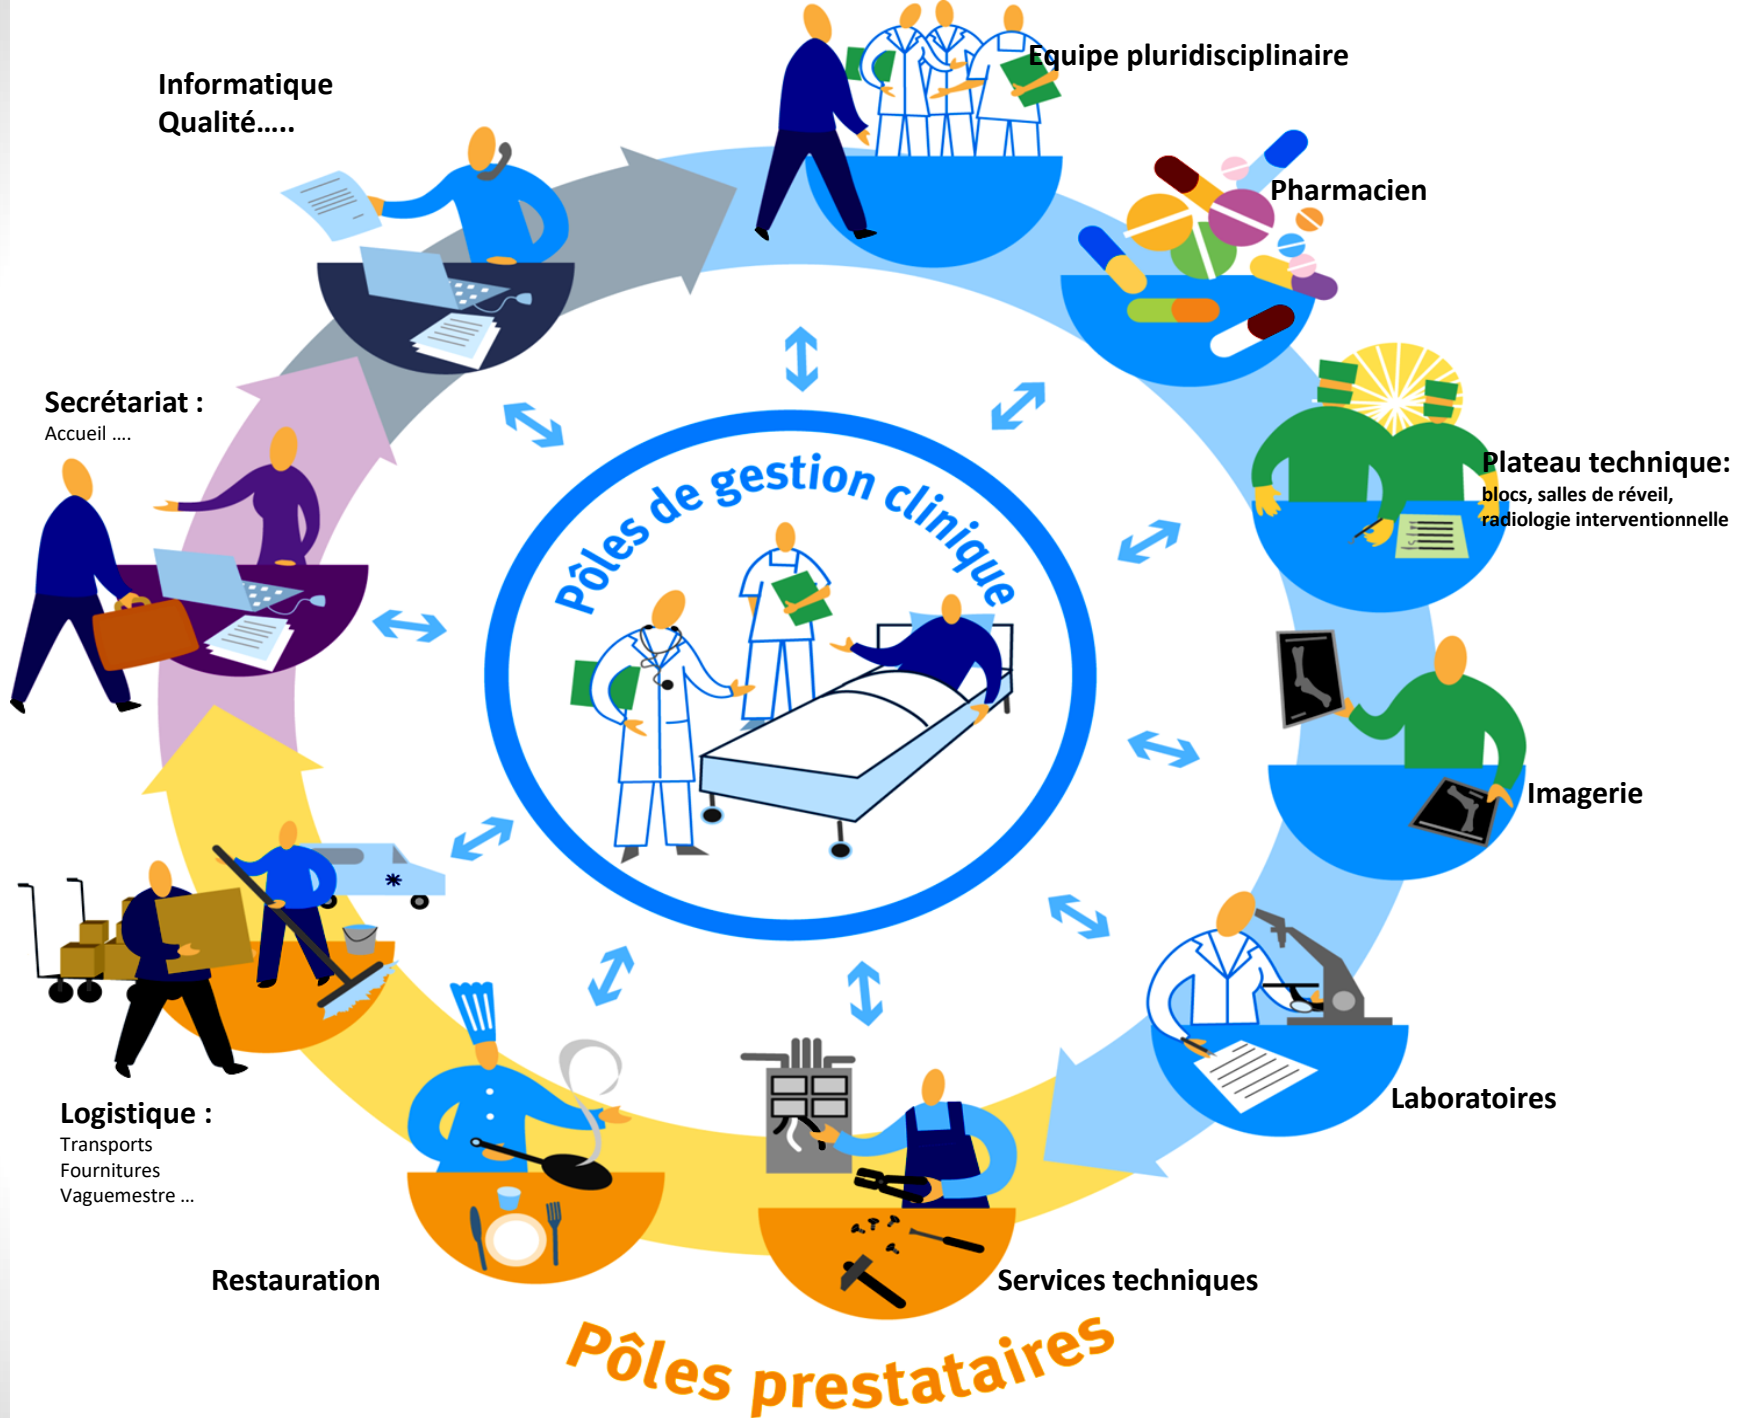 Informatique
Qualité.....
Equipe pluridisciplinaire
Pharmacien
Secrétariat :
Accueil ....
Plateau technique:
blocs, salles de réveil,
radiologie interventionnelle
Pôles de gestion clinique
Imagerie
Laboratoires
Logistique :
Transports
Fournitures
Vaguemestre ...
Restauration
Services techniques
Pôles prestataires